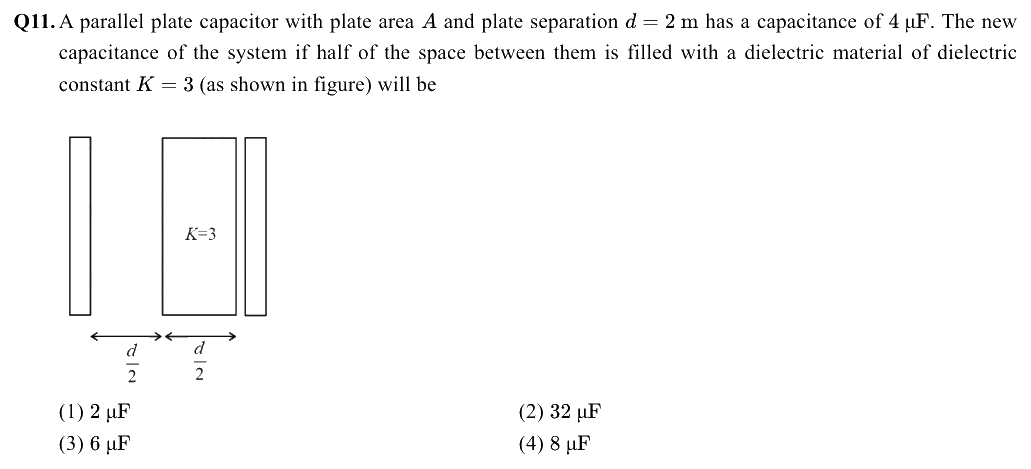 Q11. A parallel plate capacitor with plate area A and plate separation d = 2 m has a capacitance of 4 μF. The new
capacitance of the system if half of the space between them is filled with a dielectric material of dielectric
constant K = 3 (as shown in figure) will be
K=3
d/2 d/2
(1) 2 μF (2) 32 μF
(3) 6 μF (4) 8 μF